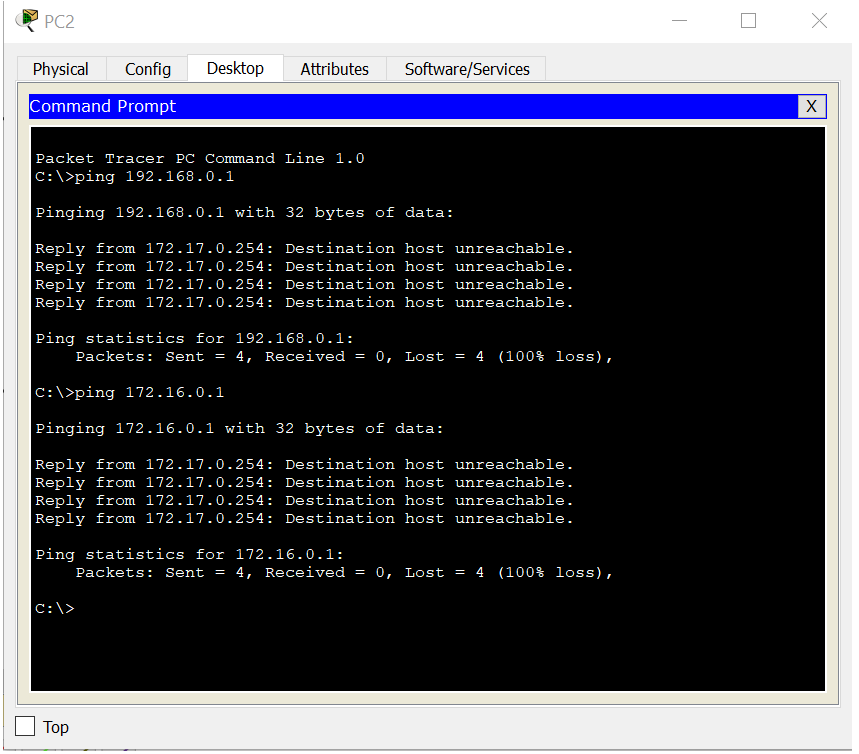 PC2
Physical Config Desktop Attributes Software/Services
Command Prompt X
Packet Tracer PC Command Line 1.0
C:\>ping 192.168.0.1
Pinging 192.168.0.1 with 32 bytes of data:
Reply from 172.17.0.254: Destination host unreachable.
Reply from 172.17.0.254: Destination host unreachable.
Reply from 172.17.0.254: Destination host unreachable.
Reply from 172.17.0.254: Destination host unreachable.
Ping statistics for 192.168.0.1:
    Packets: Sent = 4, Received = 0, Lost = 4 (100% loss),
C:\>ping 172.16.0.1
Pinging 172.16.0.1 with 32 bytes of data:
Reply from 172.17.0.254: Destination host unreachable.
Reply from 172.17.0.254: Destination host unreachable.
Reply from 172.17.0.254: Destination host unreachable.
Reply from 172.17.0.254: Destination host unreachable.
Ping statistics for 172.16.0.1:
    Packets: Sent = 4, Received = 0, Lost = 4 (100% loss),
C:\>
Top